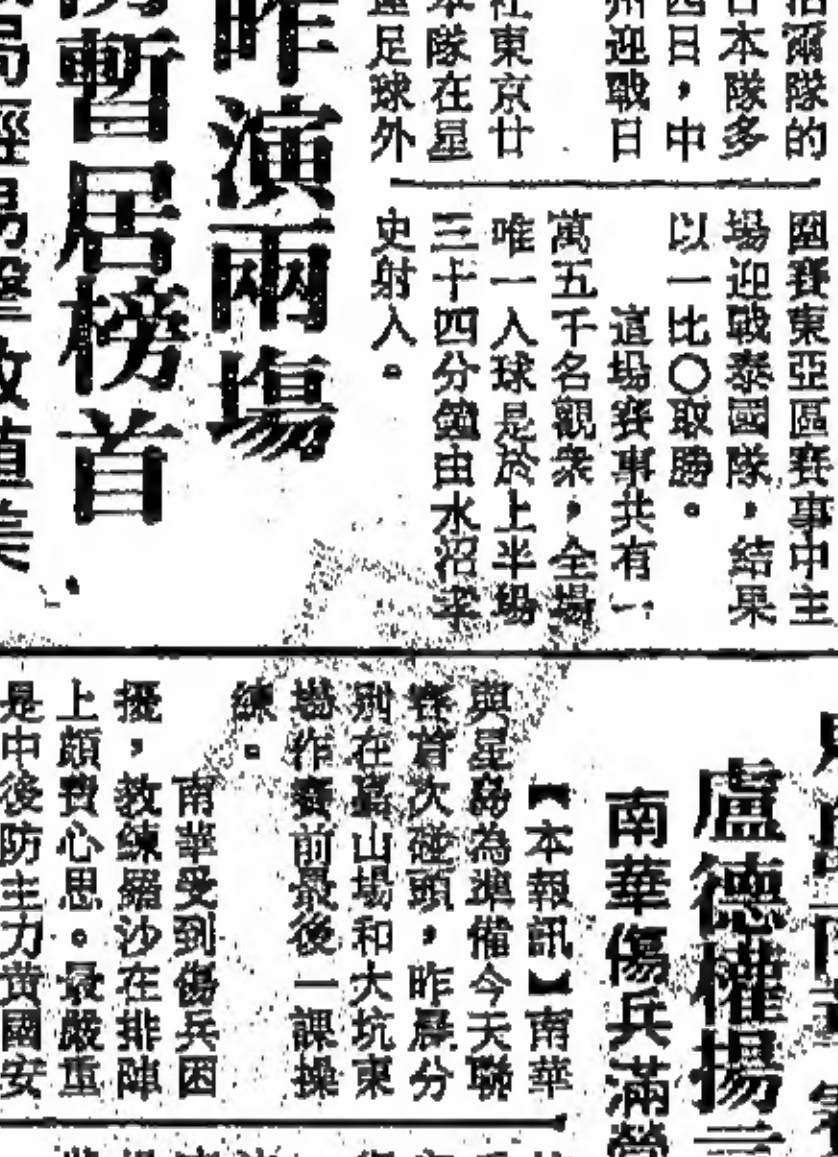 沿爾隊的
日本隊多
四日，中
州迎戰日
社東京廿
本隊在星
足球外
圍賽東亞區賽事中主
場迎戰泰國隊，結果
以一比〇取勝。
這場賽事共有一
萬五千名觀衆，全場
唯一入球是於上半場
三十四分鐘由水沼孝
史射入。
昨演兩場
暫居榜首
盧德權揚言
南華傷兵滿營
【本報訊】南華
與星島為準備今天聯
賽首次碰頭，昨晨分
別在嘉山場和大坑東
場作賽前最後一課操
練。
南華受到傷兵困
擾，教練羅沙在排陣
上頗費心思。最嚴重
是中後防主力黄國安